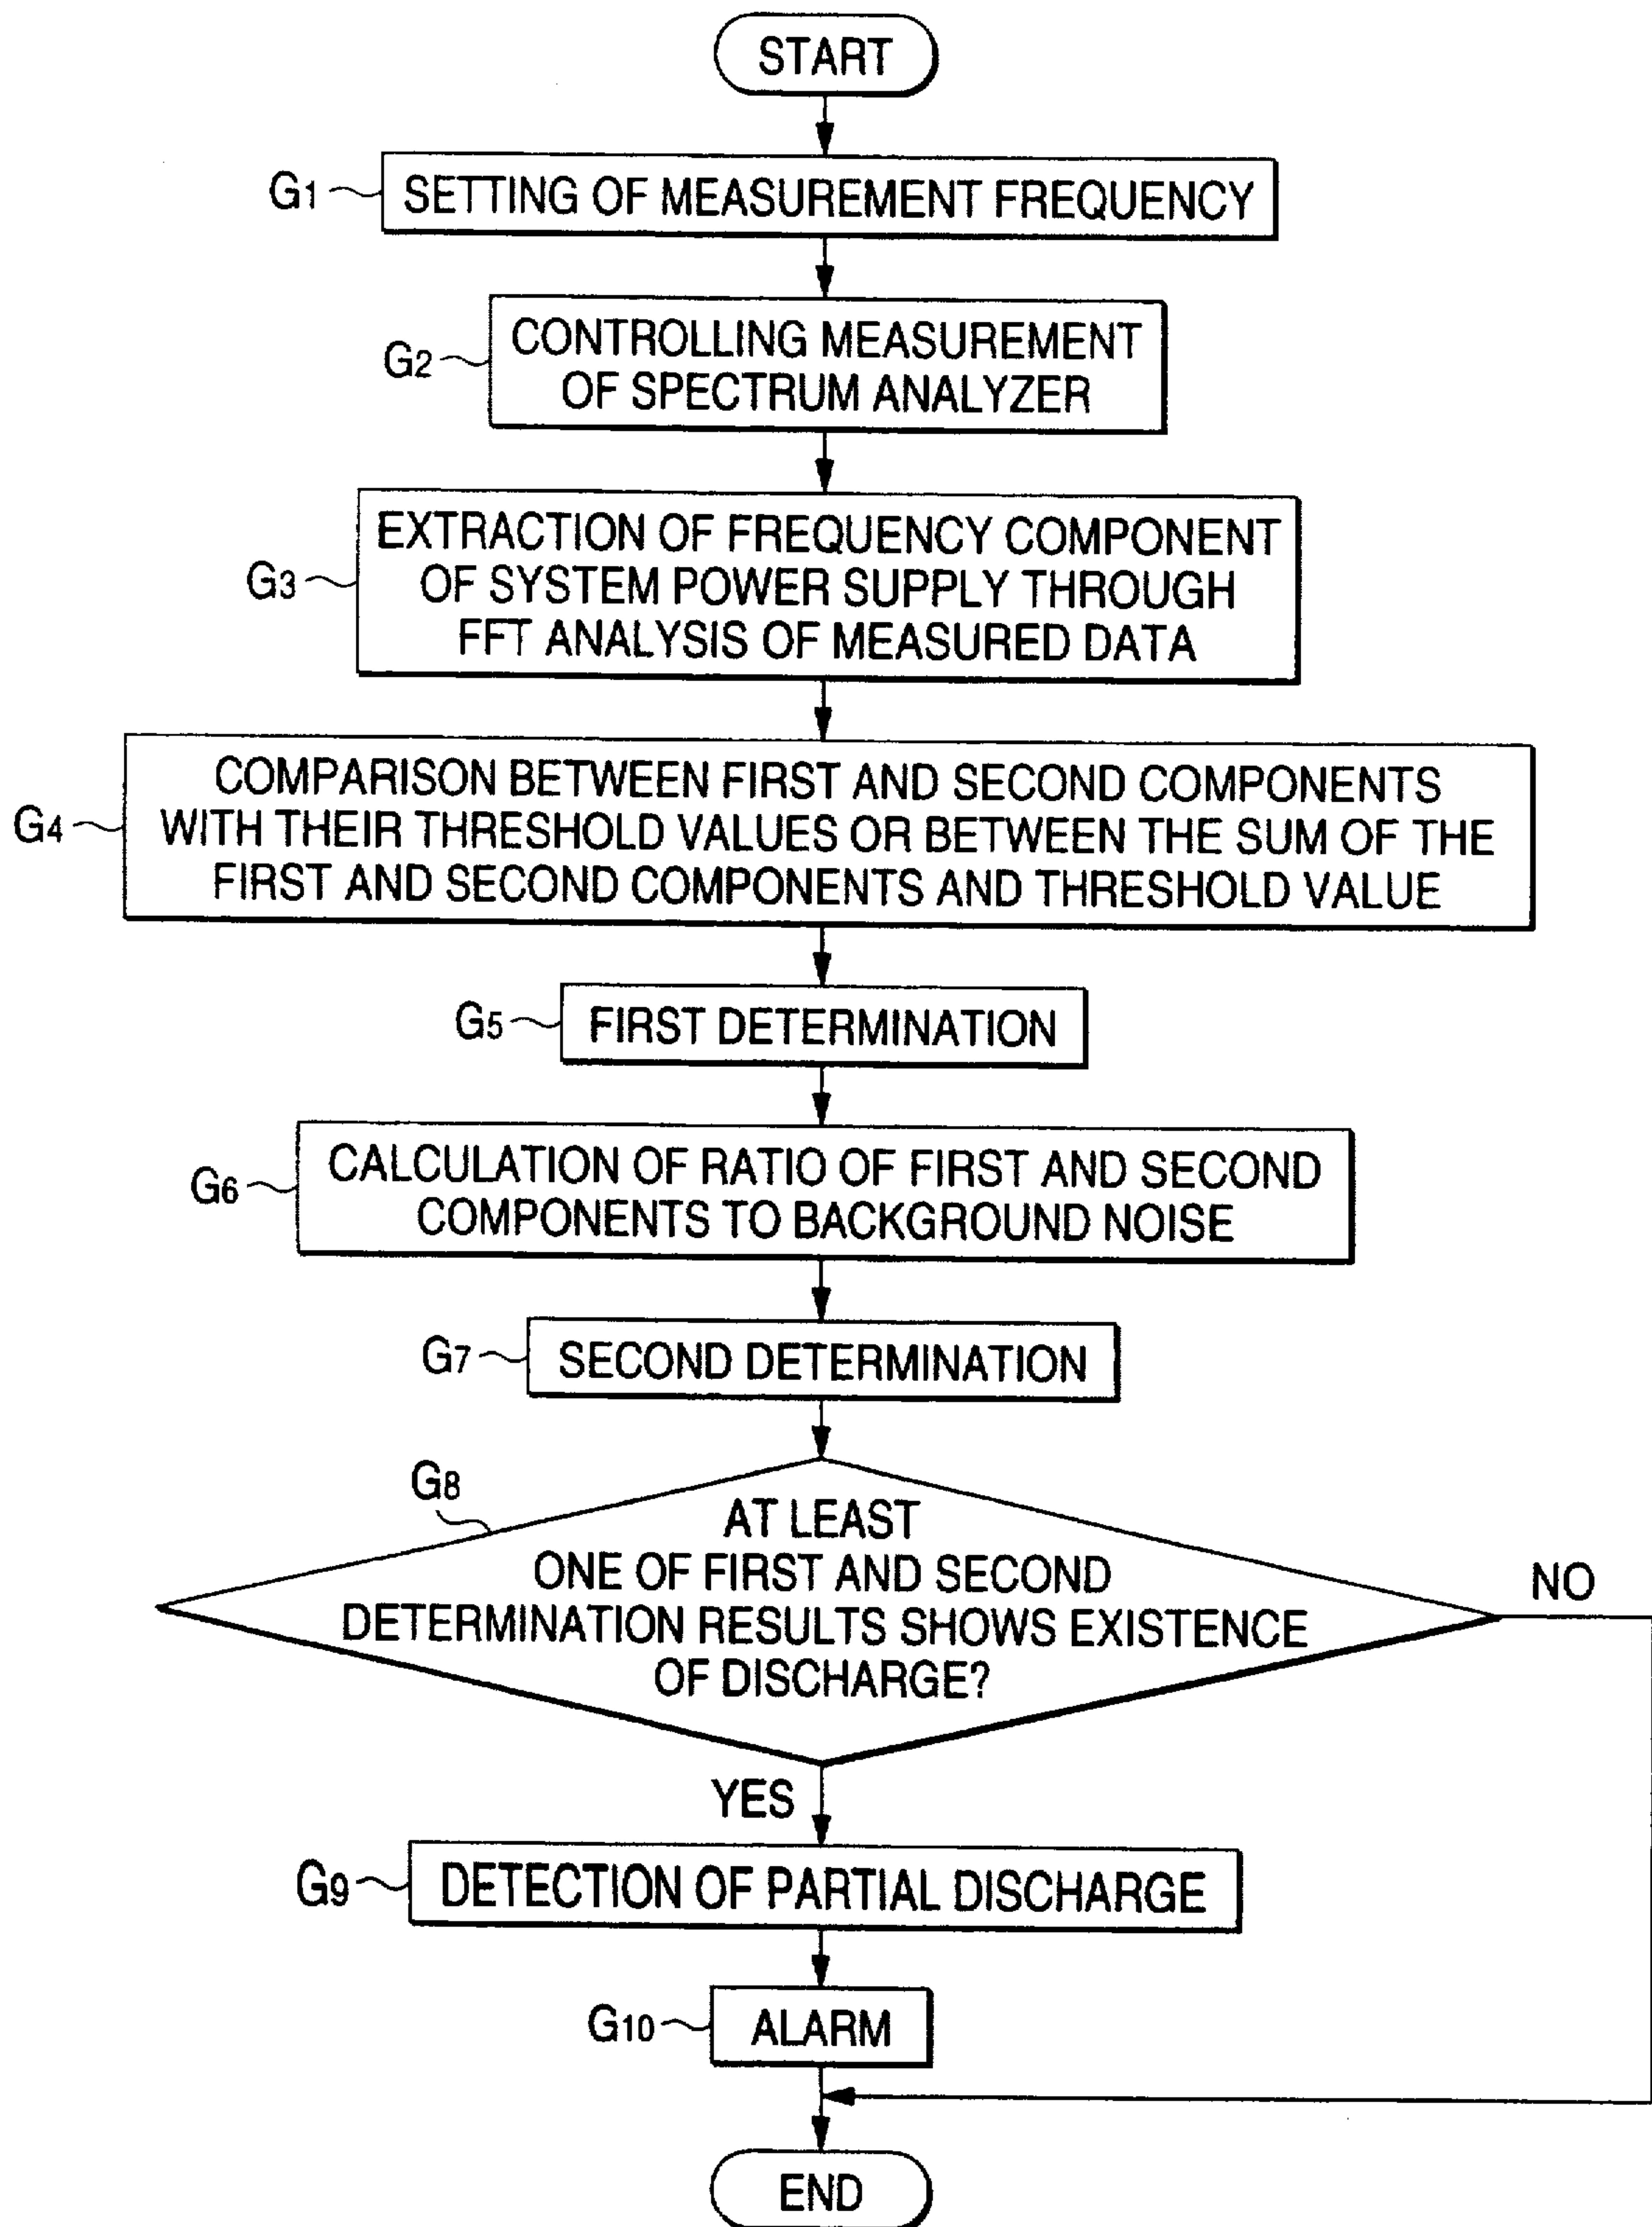 START
G1
SETTING OF MEASUREMENT FREQUENCY
G2
CONTROLLING MEASUREMENT
OF SPECTRUM ANALYZER
G3
EXTRACTION OF FREQUENCY COMPONENT
OF SYSTEM POWER SUPPLY THROUGH
FFT ANALYSIS OF MEASURED DATA
G4
COMPARISON BETWEEN FIRST AND SECOND COMPONENTS
WITH THEIR THRESHOLD VALUES OR BETWEEN THE SUM OF THE
FIRST AND SECOND COMPONENTS AND THRESHOLD VALUE
G5
FIRST DETERMINATION
G6
CALCULATION OF RATIO OF FIRST AND SECOND
COMPONENTS TO BACKGROUND NOISE
G7
SECOND DETERMINATION
G8
AT LEAST
ONE OF FIRST AND SECOND
DETERMINATION RESULTS SHOWS EXISTENCE
OF DISCHARGE?
NO
YES
G9
DETECTION OF PARTIAL DISCHARGE
G10
ALARM
END